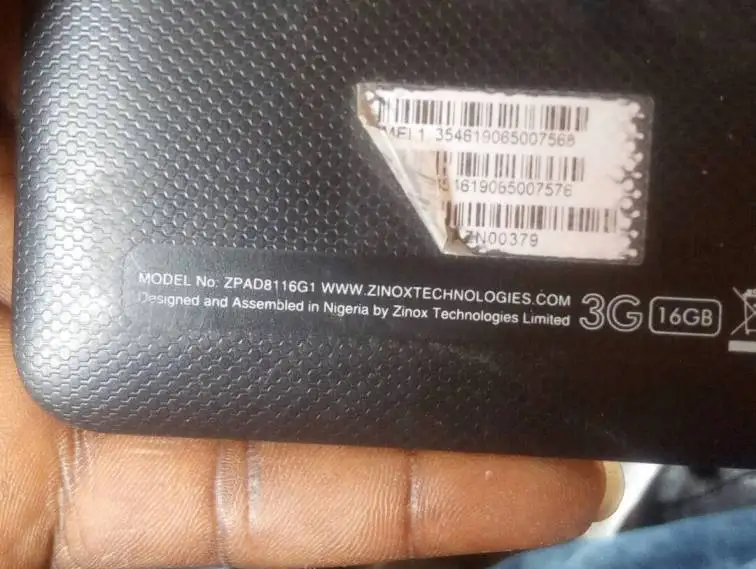 MEI 1 354619065007568
354619065007576
ZN00379
MODEL No: ZPAD8116G1 WWW.ZINOXTECHNOLOGIES.COM
Designed and Assembled in Nigeria by Zinox Technologies Limited
3G 16GB